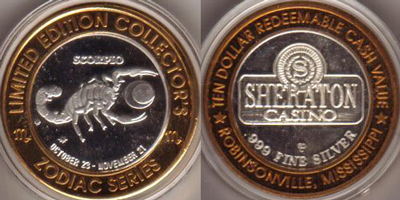 LIMITED EDITION COLLECTOR'S
SCORPIO
OCTOBER 23 - NOVEMBER 21
ZODIAC SERIES
TEN DOLLAR REDEEMABLE CASH VALUE
S
SHERATON
CASINO
.999 FINE SILVER
ROBINSONVILLE, MISSISSIPPI